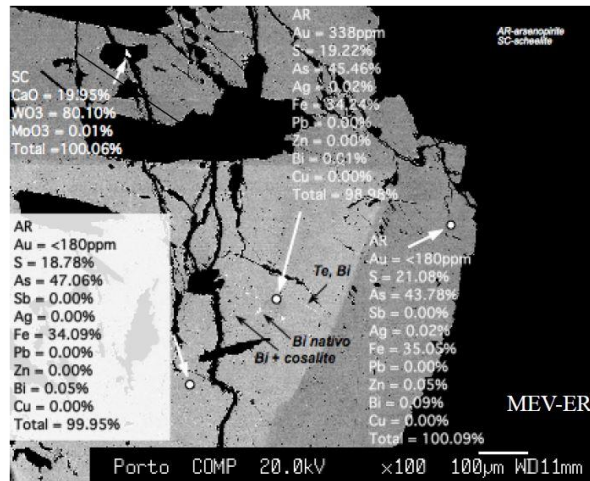 AR
Au = 338ppm
S = 19.22%
As = 45.46%
Ag = 0.02%
Fe = 34.24%
Pb = 0.00%
Zn = 0.00%
Bi = 0.01%
Cu = 0.00%
Total = 98.98%
AR-arsenopirite
SC-scheelite
SC
CaO = 19.95%
WO3 = 80.10%
MoO3 = 0.01%
Total =100.06%
AR
Au = <180ppm
S = 18.78%
As = 47.06%
Sb = 0.00%
Ag = 0.00%
Fe = 34.09%
Pb = 0.00%
Zn = 0.00%
Bi = 0.05%
Cu = 0.00%
Total = 99.95%
Te, Bi
Bi nativo
Bi + cosalite
AR
Au = <180ppm
S = 21.08%
As = 43.78%
Sb = 0.00%
Ag = 0.02%
Fe = 35.05%
Pb = 0.00%
Zn = 0.05%
Bi = 0.09%
Cu = 0.00%
Total = 100.09%
MEV-ER
Porto COMP 20.0kV ×100 100µm WD11mm